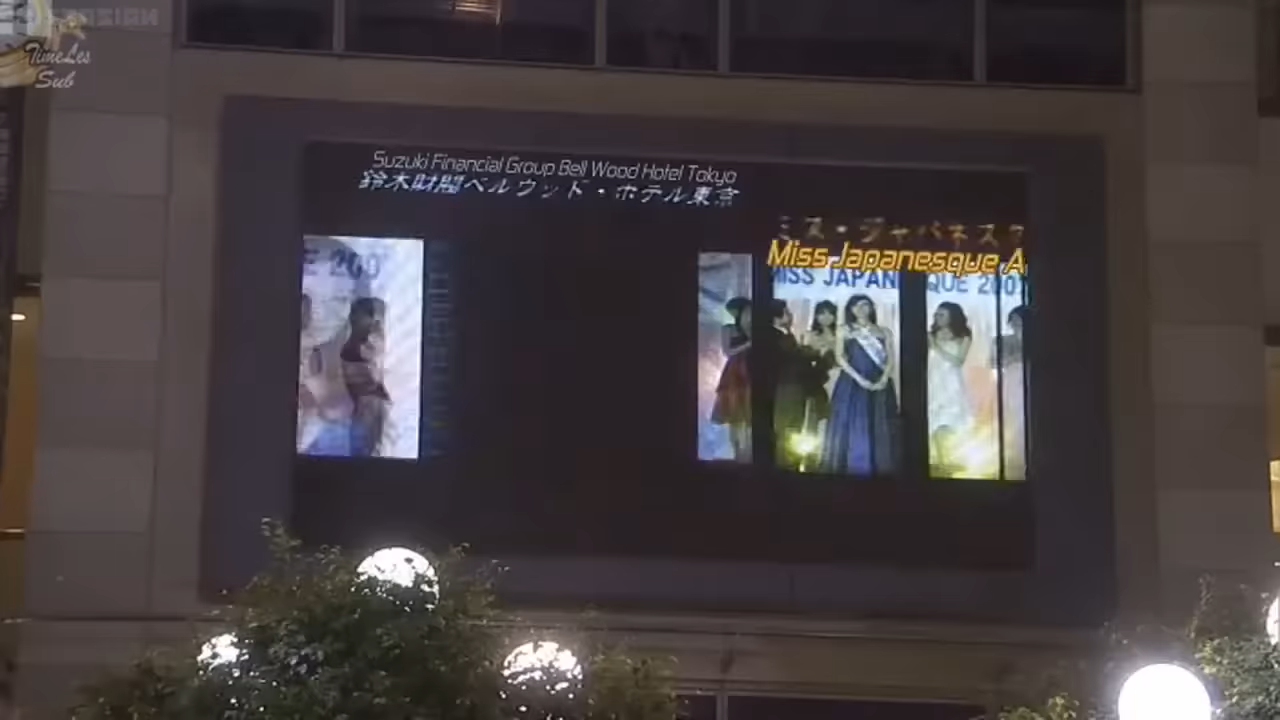 TimeLes
Sub
Suzuki Financial Group Bell Wood Hotel Tokyo
鈴木財閥ベルウッド・ホテル東京
ミス・ジャパネスク
Miss Japanesque A
E 200
MISS JAPAN
QUE 200